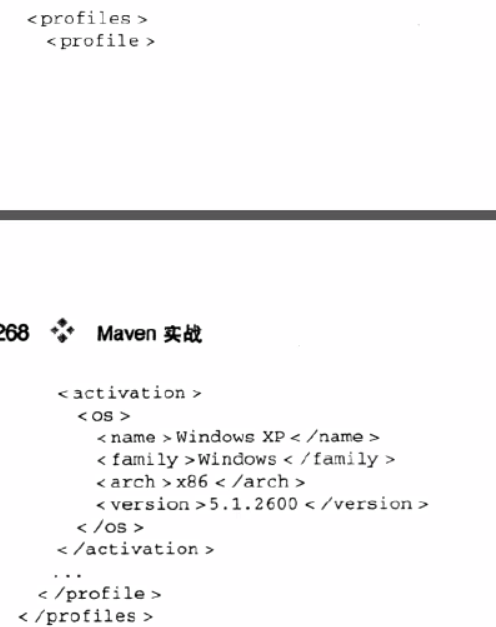 <profiles>
<profile>
268 Maven 实战
<activation>
<os>
<name>Windows XP</name>
<family>Windows</family>
<arch>x86</arch>
<version>5.1.2600</version>
</os>
</activation>
...
</profile>
</profiles>